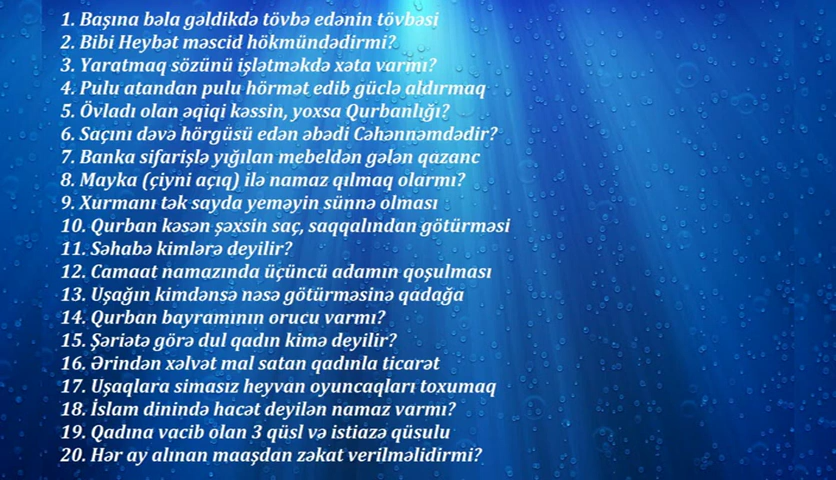 1. Başına bəla gəldikdə tövbə edənin tövbəsi
2. Bibi Heybət məscid hökmündədirmi?
3. Yaratmaq sözünü işlətməkdə xəta varmı?
4. Pulu atandan pulu hörmət edib güclə aldırmaq
5. Övladı olan əqiqi kəssin, yoxsa Qurbanlığı?
6. Saçını dəvə hörgüsü edən əbədi Cəhənnəmdədir?
7. Banka sifarişlə yığılan mebeldən gələn qazanc
8. Mayka (çiyni açıq) ilə namaz qılmaq olarmı?
9. Xurmanı tək sayda yeməyin sünnə olması
10. Qurban kəsən şəxsin saç, saqqalından götürməsi
11. Səhabə kimlərə deyilir?
12. Camaat namazında üçüncü adamın qoşulması
13. Uşağın kimdənsə nəsə götürməsinə qadağa
14. Qurban bayramının orucu varmı?
15. Şəriətə görə dul qadın kimə deyilir?
16. Ərindən xəlvət mal satan qadınla ticarət
17. Uşaqlara simasız heyvan oyuncaqları toxumaq
18. İslam dinində hacət deyilən namaz varmı?
19. Qadına vacib olan 3 qüsl və istiazə qüsulu
20. Hər ay alınan maaşdan zəkat verilməlidirmi?